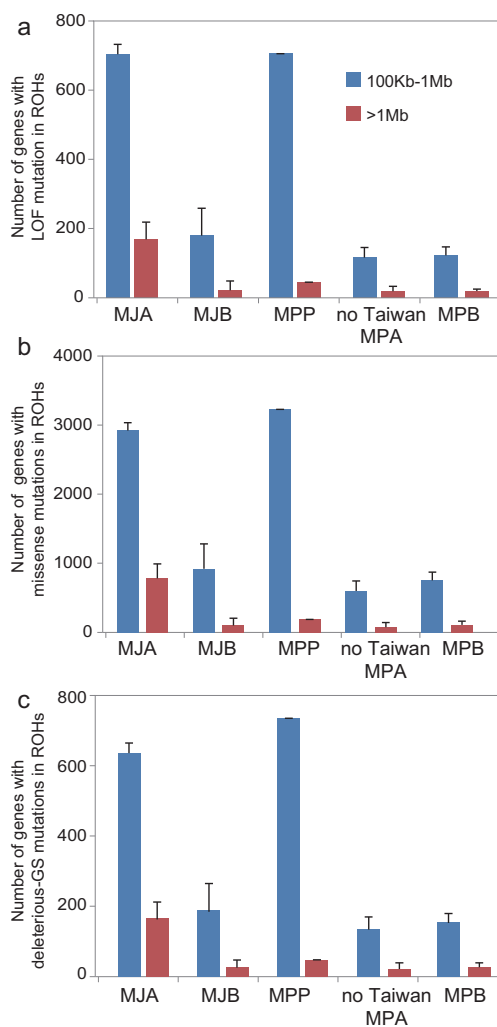 a
Number of genes with
LOF mutation in ROHs
800
600
400
200
0
100Kb-1Mb
>1Mb
MJA MJB MPP no Taiwan MPB
MPA
b
Number of genes with
missense mutations in ROHs
4000
3000
2000
1000
0
MJA MJB MPP no Taiwan MPB
MPA
c
Number of genes with
deleterious-GS mutations in ROHs
800
600
400
200
0
MJA MJB MPP no Taiwan MPB
MPA